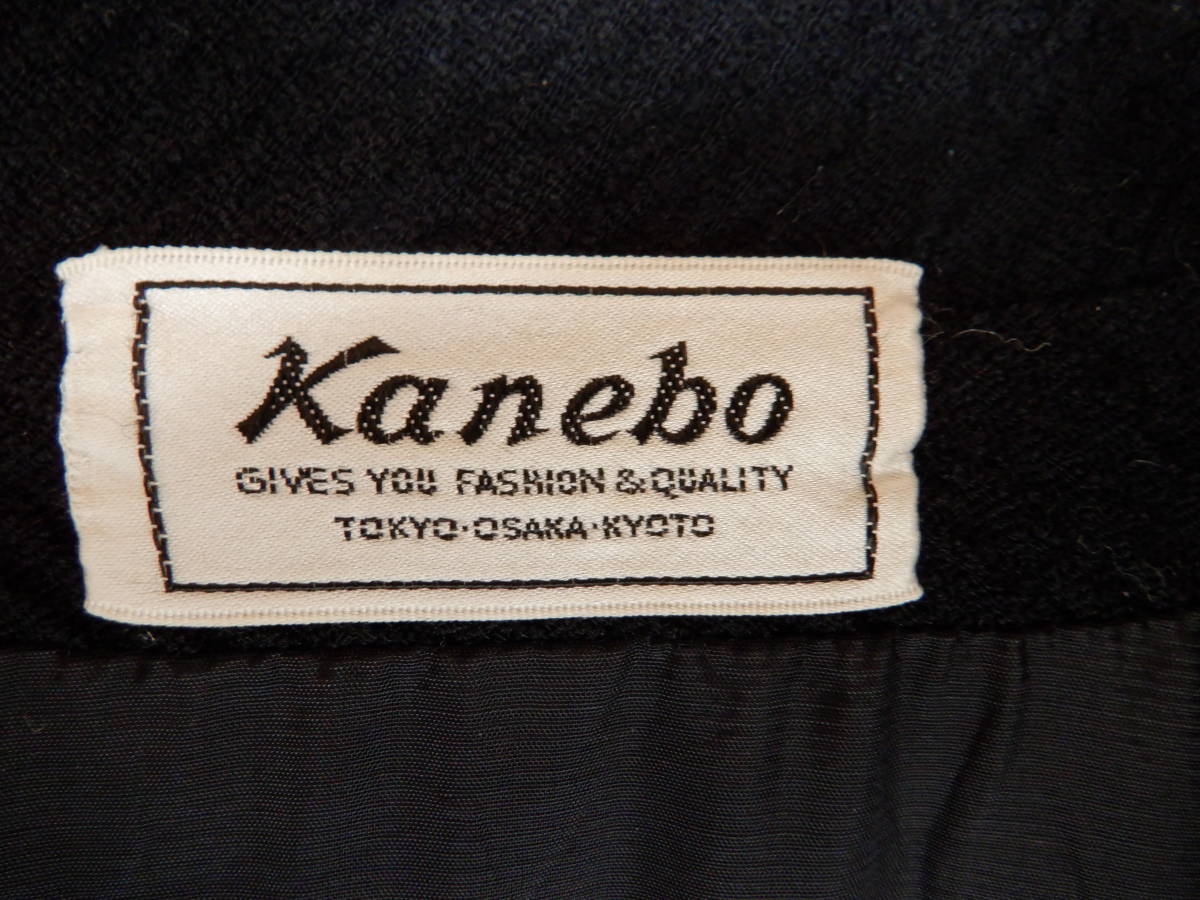 Kanebo
GIVES YOU FASHION & QUALITY
TOKYO·OSAKA·KYOTO